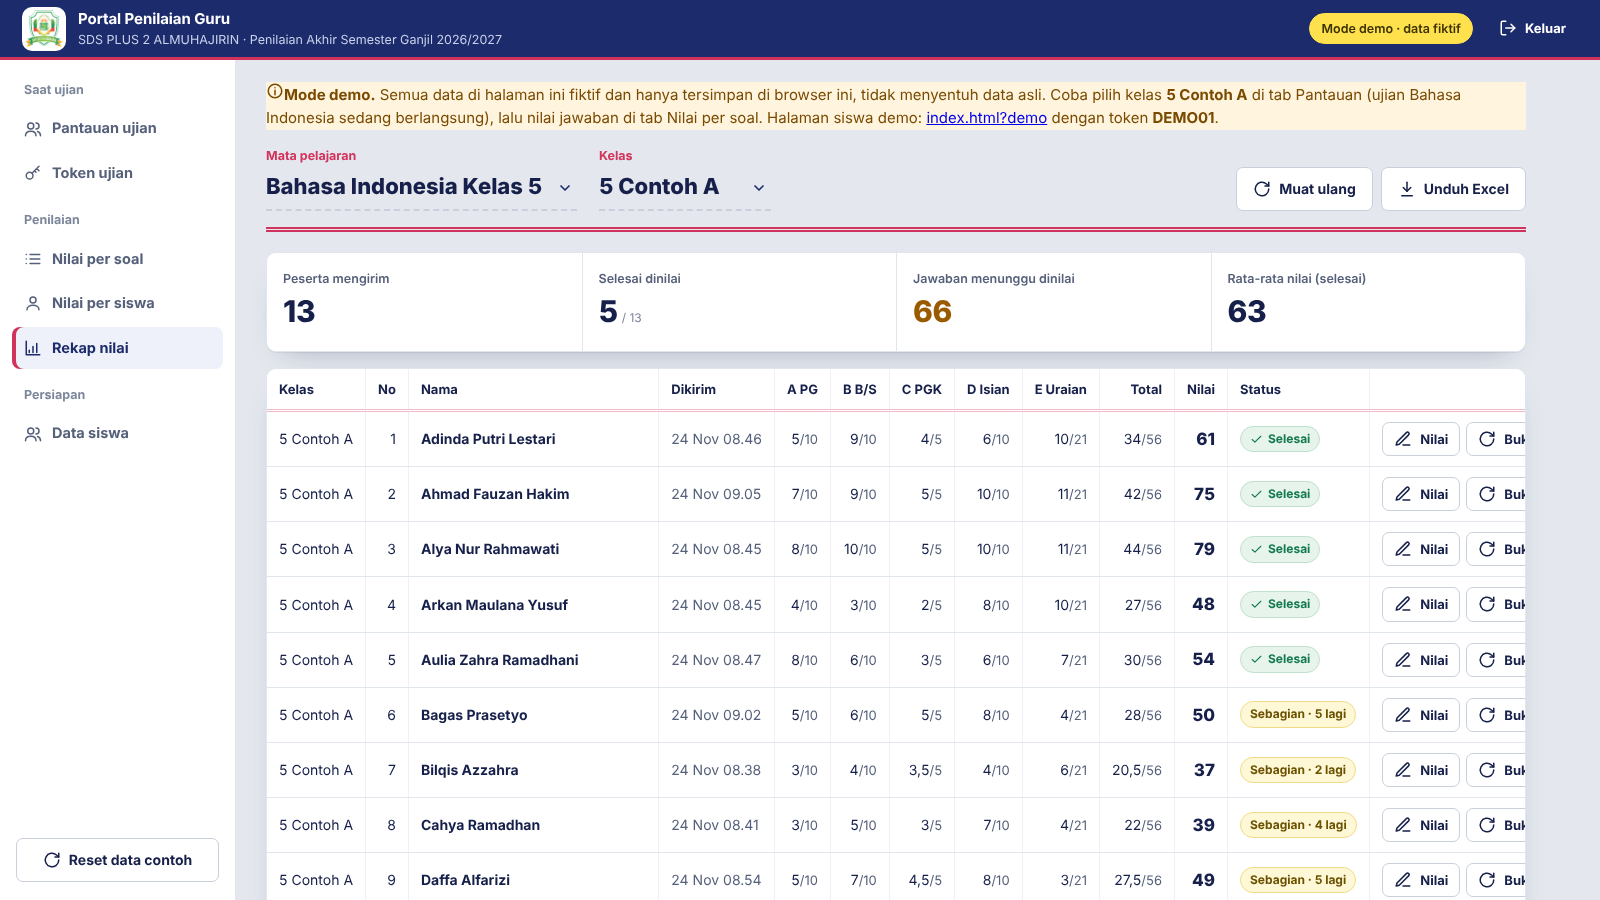 Portal Penilaian Guru
SDS PLUS 2 ALMUHAJIRIN · Penilaian Akhir Semester Ganjil 2026/2027
Mode demo · data fiktif
Keluar
Saat ujian
Pantauan ujian
Token ujian
Penilaian
Nilai per soal
Nilai per siswa
Rekap nilai
Persiapan
Data siswa
Reset data contoh
Mode demo. Semua data di halaman ini fiktif dan hanya tersimpan di browser ini, tidak menyentuh data asli. Coba pilih kelas 5 Contoh A di tab Pantauan (ujian Bahasa
Indonesia sedang berlangsung), lalu nilai jawaban di tab Nilai per soal. Halaman siswa demo: index.html?demo dengan token DEMO01.
Mata pelajaran
Bahasa Indonesia Kelas 5
Kelas
5 Contoh A
Muat ulang
Unduh Excel
Peserta mengirim
13
Selesai dinilai
5 / 13
Jawaban menunggu dinilai
66
Rata-rata nilai (selesai)
63
Kelas No Nama Dikirim A PG B B/S C PGK D Isian E Uraian Total Nilai Status
5 Contoh A 1 Adinda Putri Lestari 24 Nov 08.46 5/10 9/10 4/5 6/10 10/21 34/56 61 Selesai Nilai Buk
5 Contoh A 2 Ahmad Fauzan Hakim 24 Nov 09.05 7/10 9/10 5/5 10/10 11/21 42/56 75 Selesai Nilai Buk
5 Contoh A 3 Alya Nur Rahmawati 24 Nov 08.45 8/10 10/10 5/5 10/10 11/21 44/56 79 Selesai Nilai Buk
5 Contoh A 4 Arkan Maulana Yusuf 24 Nov 08.45 4/10 3/10 2/5 8/10 10/21 27/56 48 Selesai Nilai Buk
5 Contoh A 5 Aulia Zahra Ramadhani 24 Nov 08.47 8/10 6/10 3/5 6/10 7/21 30/56 54 Selesai Nilai Buk
5 Contoh A 6 Bagas Prasetyo 24 Nov 09.02 5/10 6/10 5/5 8/10 4/21 28/56 50 Sebagian · 5 lagi Nilai Buk
5 Contoh A 7 Bilqis Azzahra 24 Nov 08.38 3/10 4/10 3,5/5 4/10 6/21 20,5/56 37 Sebagian · 2 lagi Nilai Buk
5 Contoh A 8 Cahya Ramadhan 24 Nov 08.41 3/10 5/10 3/5 7/10 4/21 22/56 39 Sebagian · 4 lagi Nilai Buk
5 Contoh A 9 Daffa Alfarizi 24 Nov 08.54 5/10 7/10 4,5/5 8/10 3/21 27,5/56 49 Sebagian · 5 lagi Nilai Buk